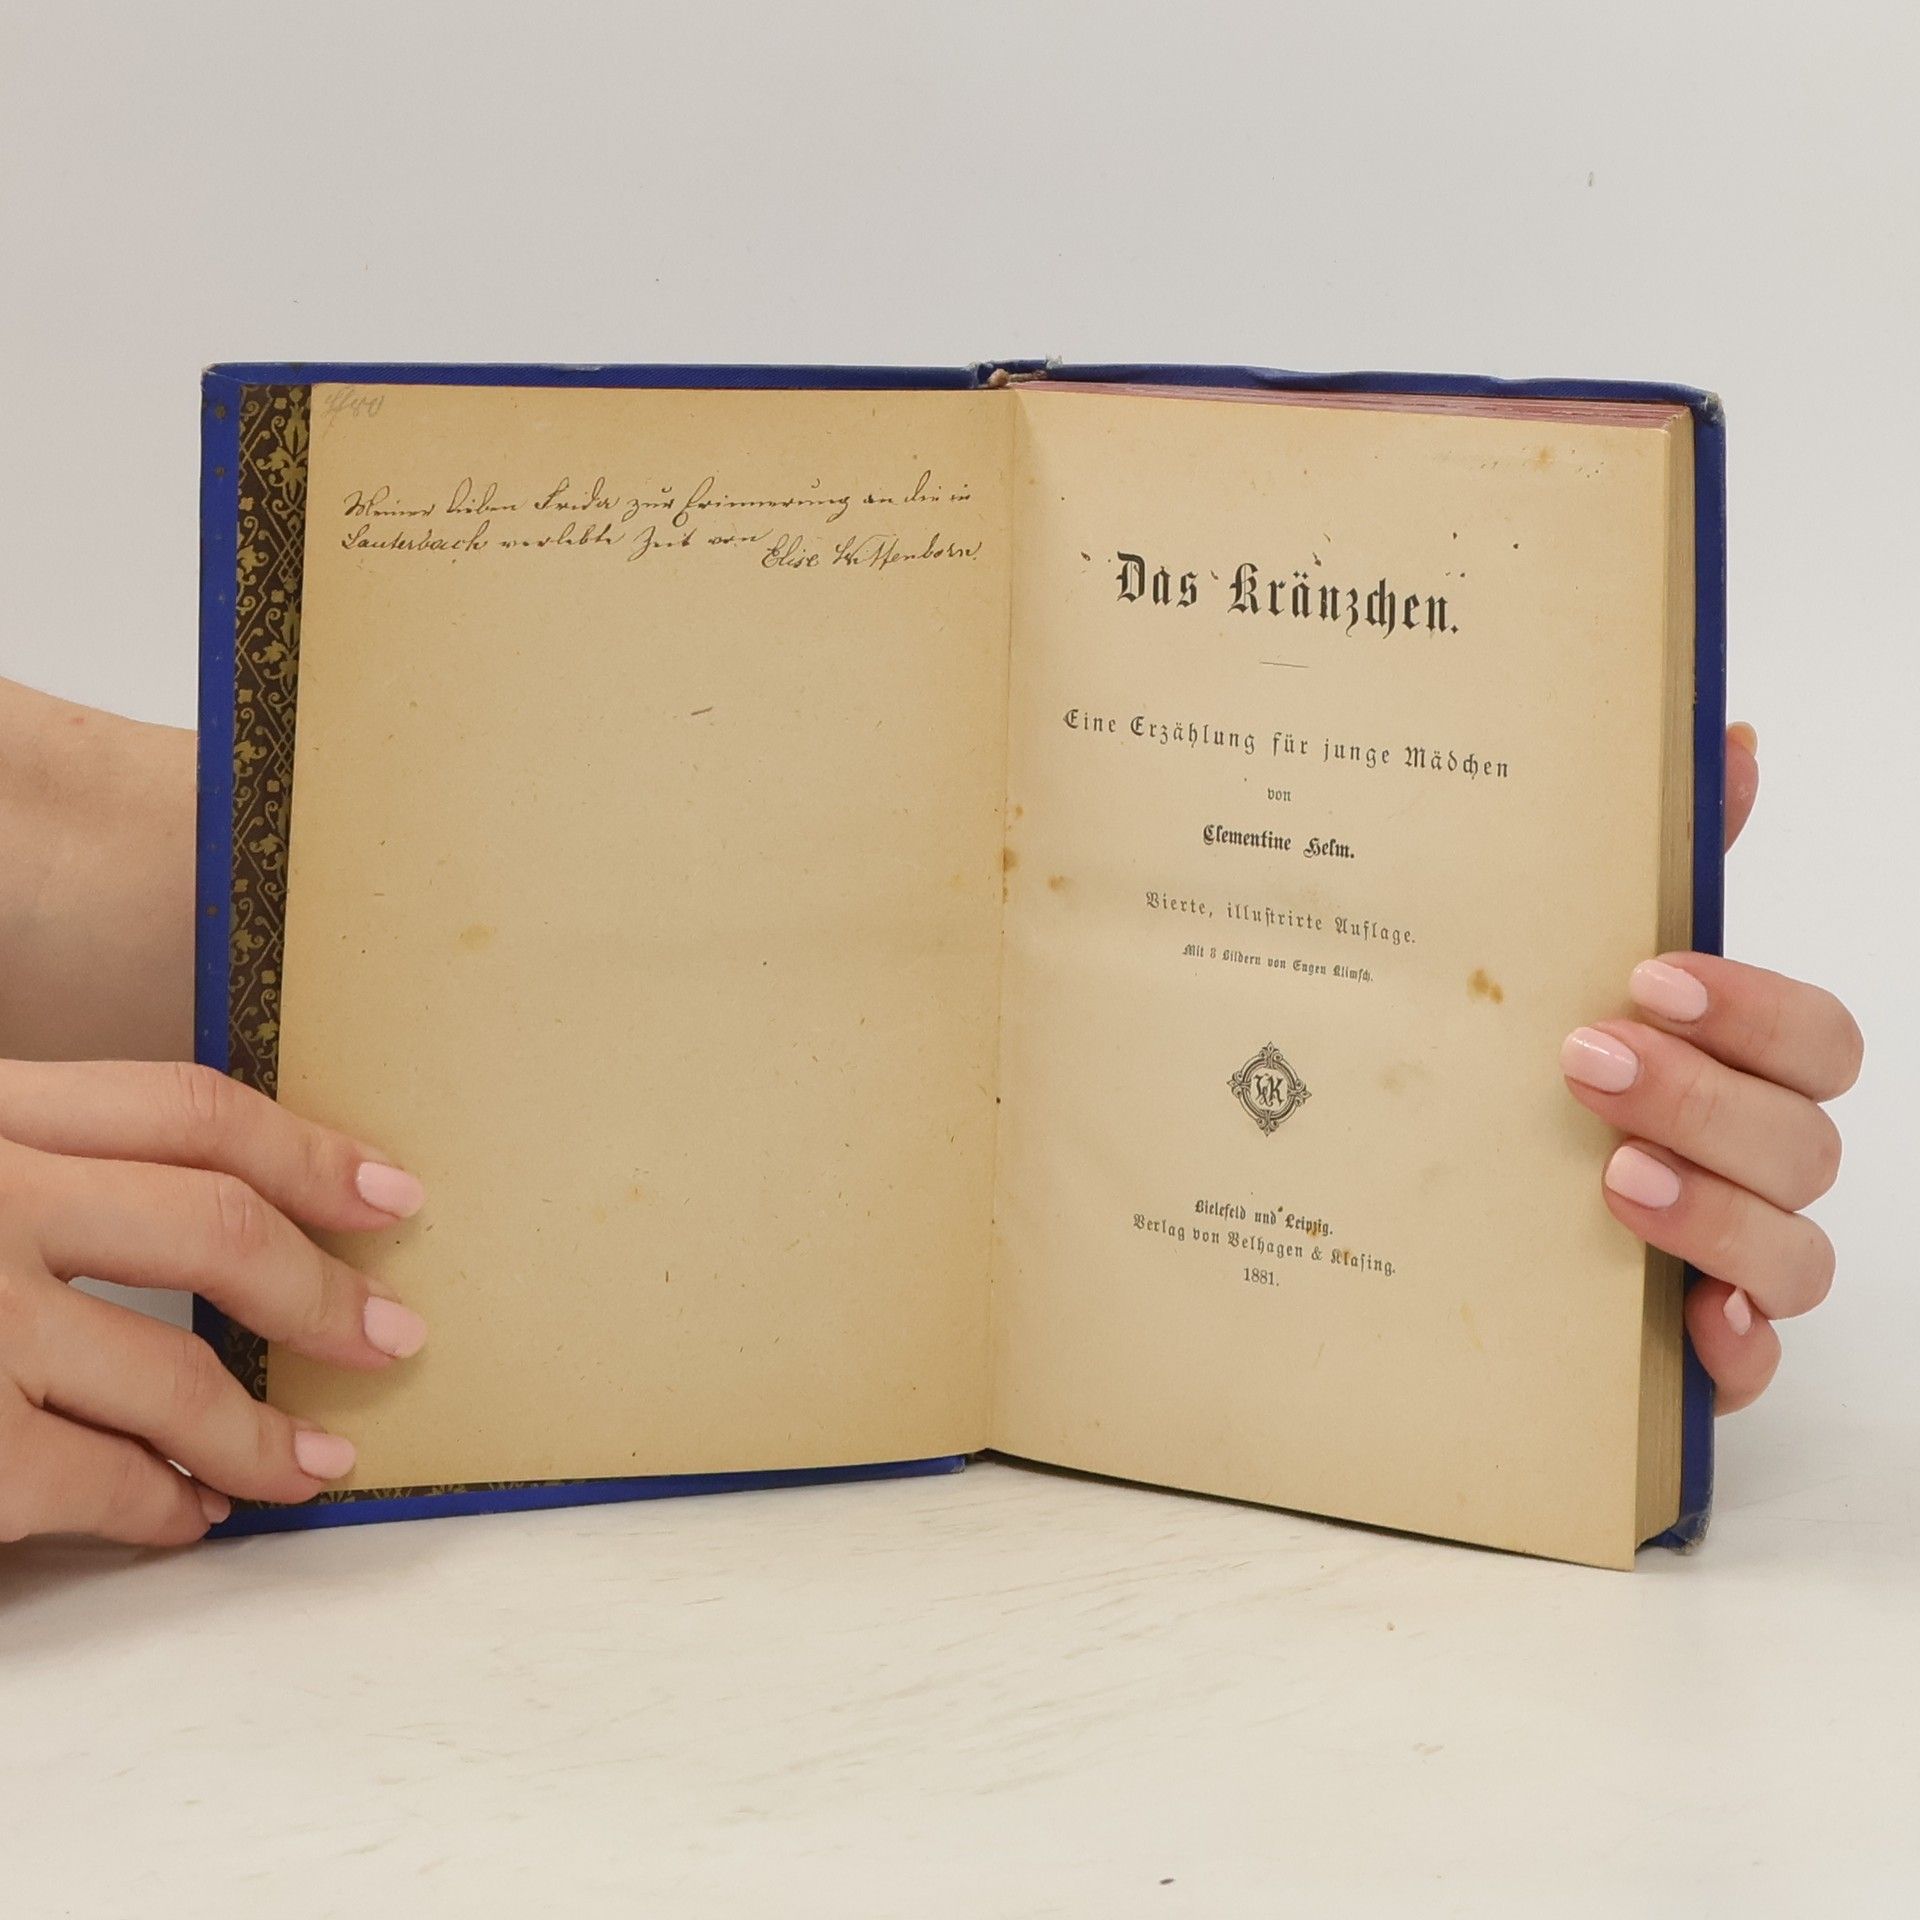 Meiner lieben Frida zur Erinnerung an die in
Lauterbach verlebte Zeit von
Elise Wittenborn.
Das Kränzchen.
Eine Erzählung für junge Mädchen
von
Clementine Helm.
Vierte, illustrirte Auflage.
Mit 8 Bildern von Eugen Klimsch.
VK
Bielefeld und Leipzig.
Verlag von Velhagen & Klasing.
1881.